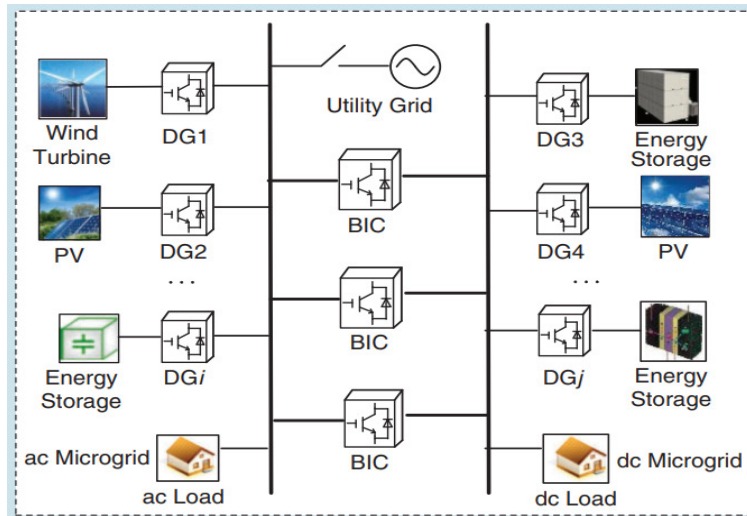 Utility Grid
Wind
Turbine
DG1
DG3
Energy
Storage
BIC
PV
DG2
DG4
PV
...
...
BIC
Energy
Storage
DGi
DGj
Energy
Storage
ac Microgrid
ac Load
BIC
dc Microgrid
dc Load